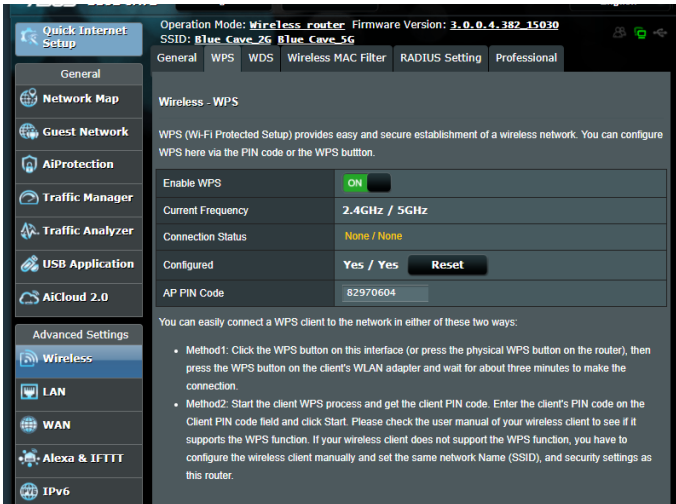 Quick Internet
Setup
General
Network Map
Guest Network
AiProtection
Traffic Manager
Traffic Analyzer
USB Application
AiCloud 2.0
Advanced Settings
Wireless
LAN
WAN
Alexa & IFTTT
IPv6
Operation Mode: Wireless router Firmware Version: 3.0.0.4.382_15030
SSID: Blue Cave_2G Blue Cave_5G
General WPS WDS Wireless MAC Filter RADIUS Setting Professional
Wireless - WPS
WPS (Wi-Fi Protected Setup) provides easy and secure establishment of a wireless network. You can configure
WPS here via the PIN code or the WPS buttton.
Enable WPS ON
Current Frequency 2.4GHz / 5GHz
Connection Status None / None
Configured Yes / Yes Reset
AP PIN Code 82970604
You can easily connect a WPS client to the network in either of these two ways:
• Method1: Click the WPS button on this interface (or press the physical WPS button on the router), then
press the WPS button on the client's WLAN adapter and wait for about three minutes to make the
connection.
• Method2: Start the client WPS process and get the client PIN code. Enter the client's PIN code on the
Client PIN code field and click Start. Please check the user manual of your wireless client to see if it
supports the WPS function. If your wireless client does not support the WPS function, you have to
configure the wireless client manually and set the same network Name (SSID), and security settings as
this router.